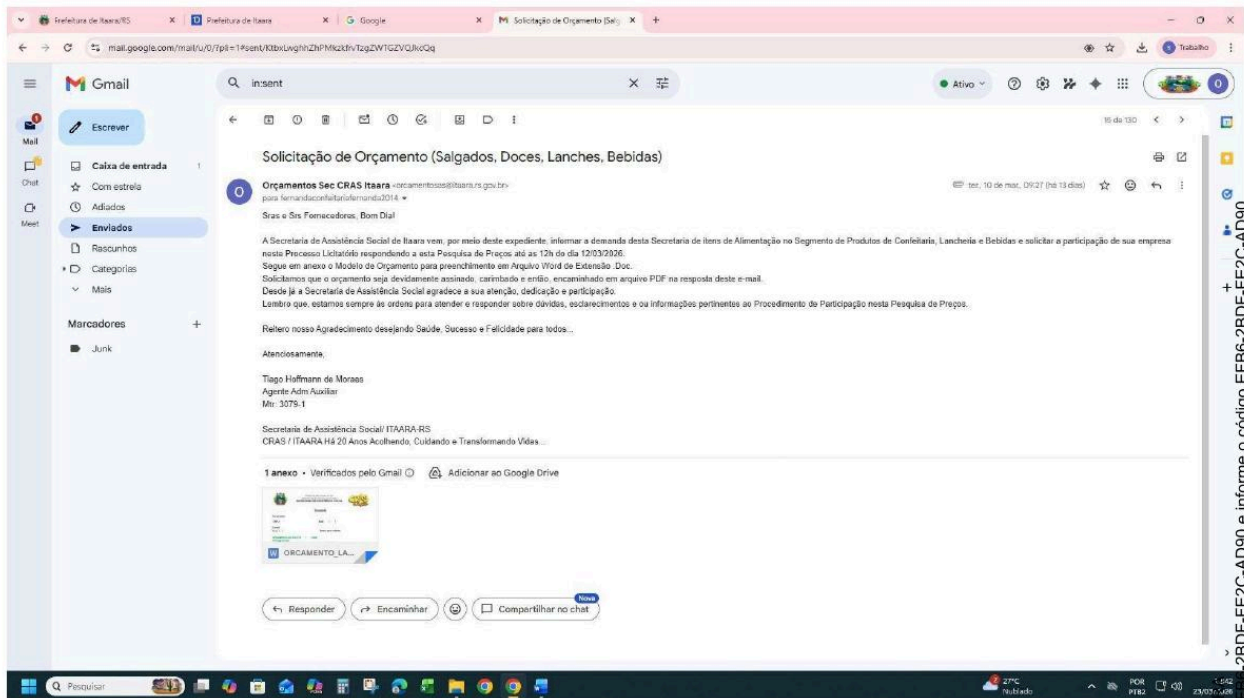 Prefeitura de Itaara/RS
Prefeitura de Itaara
Google
Solicitação de Orçamento (Salg
Trabalho
Gmail
in:sent
Ativo
Mail
Chat
Meet
Escrever
Caixa de entrada 1
Com estrela
Adiados
Enviados
Rascunhos
Categorias
Mais
Marcadores
Junk
16 de 130
Solicitação de Orçamento (Salgados, Doces, Lanches, Bebidas)
Orçamentos Sec CRAS Itaara
ter., 10 de mar., 09:27 (há 13 dias)
para fernandaconfeitariafernanda2014
Sras e Srs Fornecedores, Bom Dia!
A Secretaria de Assistência Social de Itaara vem, por meio deste expediente, informar a demanda desta Secretaria de itens de Alimentação no Segmento de Produtos de Confeitaria, Lancheria e Bebidas e solicitar a participação de sua empresa
neste Processo Licitatório respondendo a esta Pesquisa de Preços até as 12h do dia 12/03/2026.
Segue em anexo o Modelo de Orçamento para preenchimento em Arquivo Word de Extensão .Doc.
Solicitamos que o orçamento seja devidamente assinado, carimbado e então, encaminhado em arquivo PDF na resposta deste e-mail.
Desde já a Secretaria de Assistência Social agradece a sua atenção, dedicação e participação.
Lembro que, estamos sempre às ordens para atender e responder sobre dúvidas, esclarecimentos e ou informações pertinentes ao Procedimento de Participação nesta Pesquisa de Preços.
Reitero nosso Agradecimento desejando Saúde, Sucesso e Felicidade para todos...
Atenciosamente,
Tiago Hoffmann de Moraes
Agente Adm Auxiliar
Mtr: 3079-1
Secretaria de Assistência Social/ ITAARA-RS
CRAS / ITAARA Há 20 Anos Acolhendo, Cuidando e Transformando Vidas...
1 anexo • Verificados pelo Gmail
Adicionar ao Google Drive
ORCAMENTO_LA...
Responder
Encaminhar
Compartilhar no chat
Nova
Pesquisar
27°C
Nublado
POR
PTB2
-2BDF-FE2C-AD90 e informe o código FEB6-2BDF-FE2C-AD90